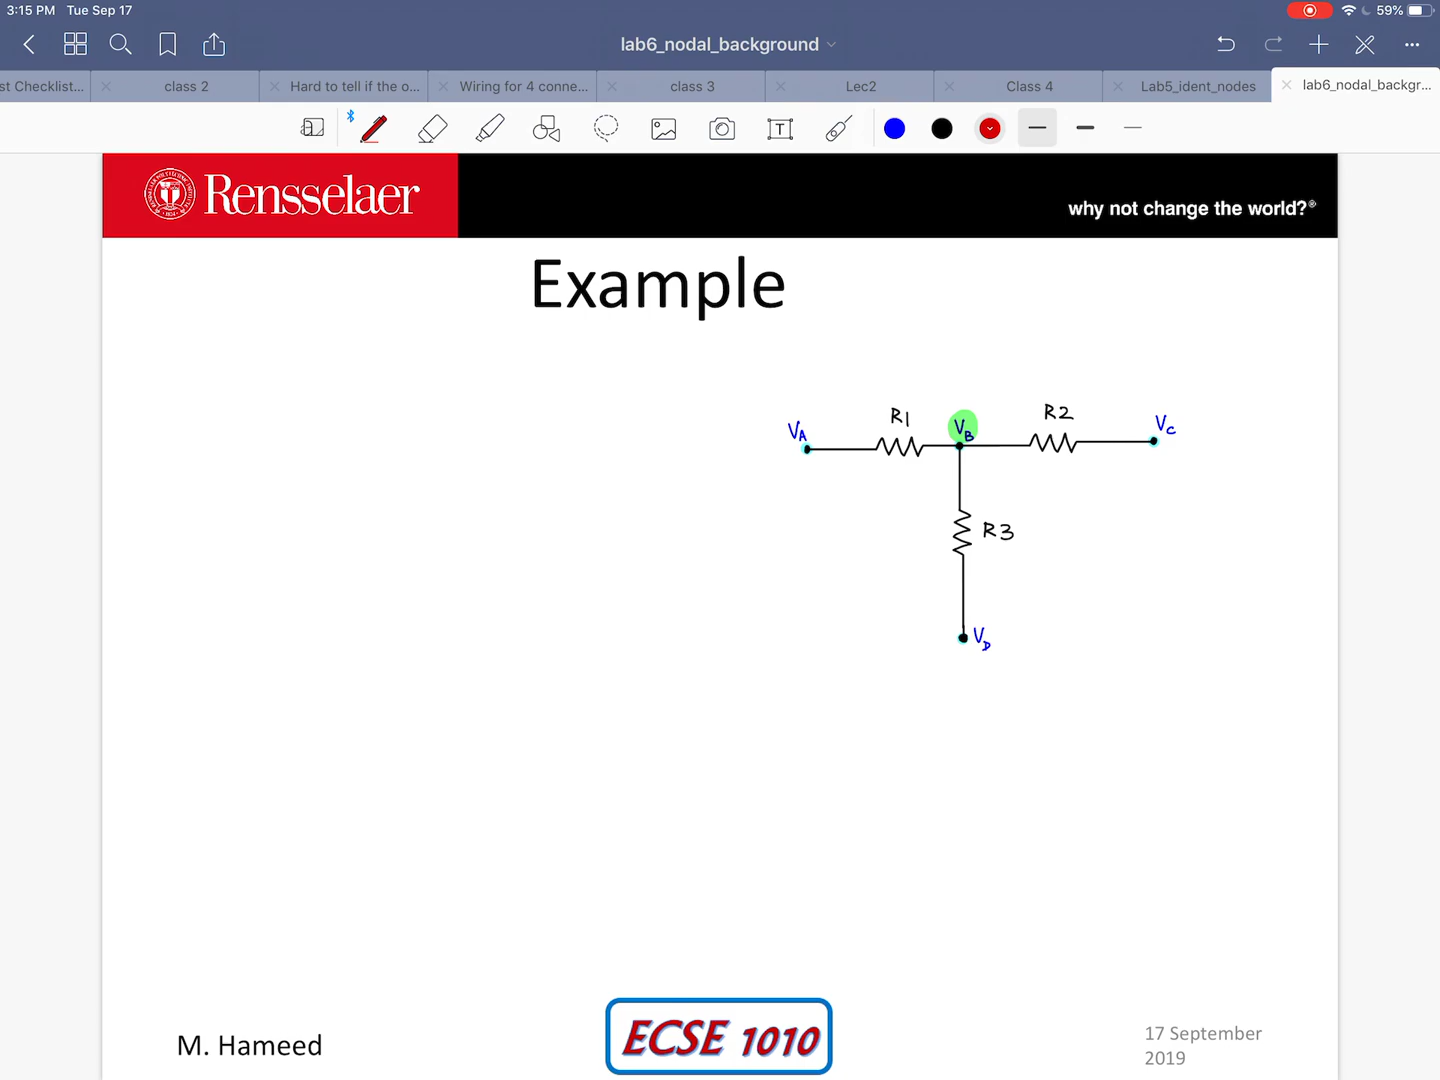 3:15 PM Tue Sep 17
59%
lab6_nodal_background
st Checklist...
class 2
Hard to tell if the o...
Wiring for 4 conne...
class 3
Lec2
Class 4
Lab5_ident_nodes
lab6_nodal_backgr...
a
T
Rensselaer
why not change the world?®
Example
VA
R1
VB
R2
VC
R3
VD
M. Hameed
ECSE 1010
17 September
2019